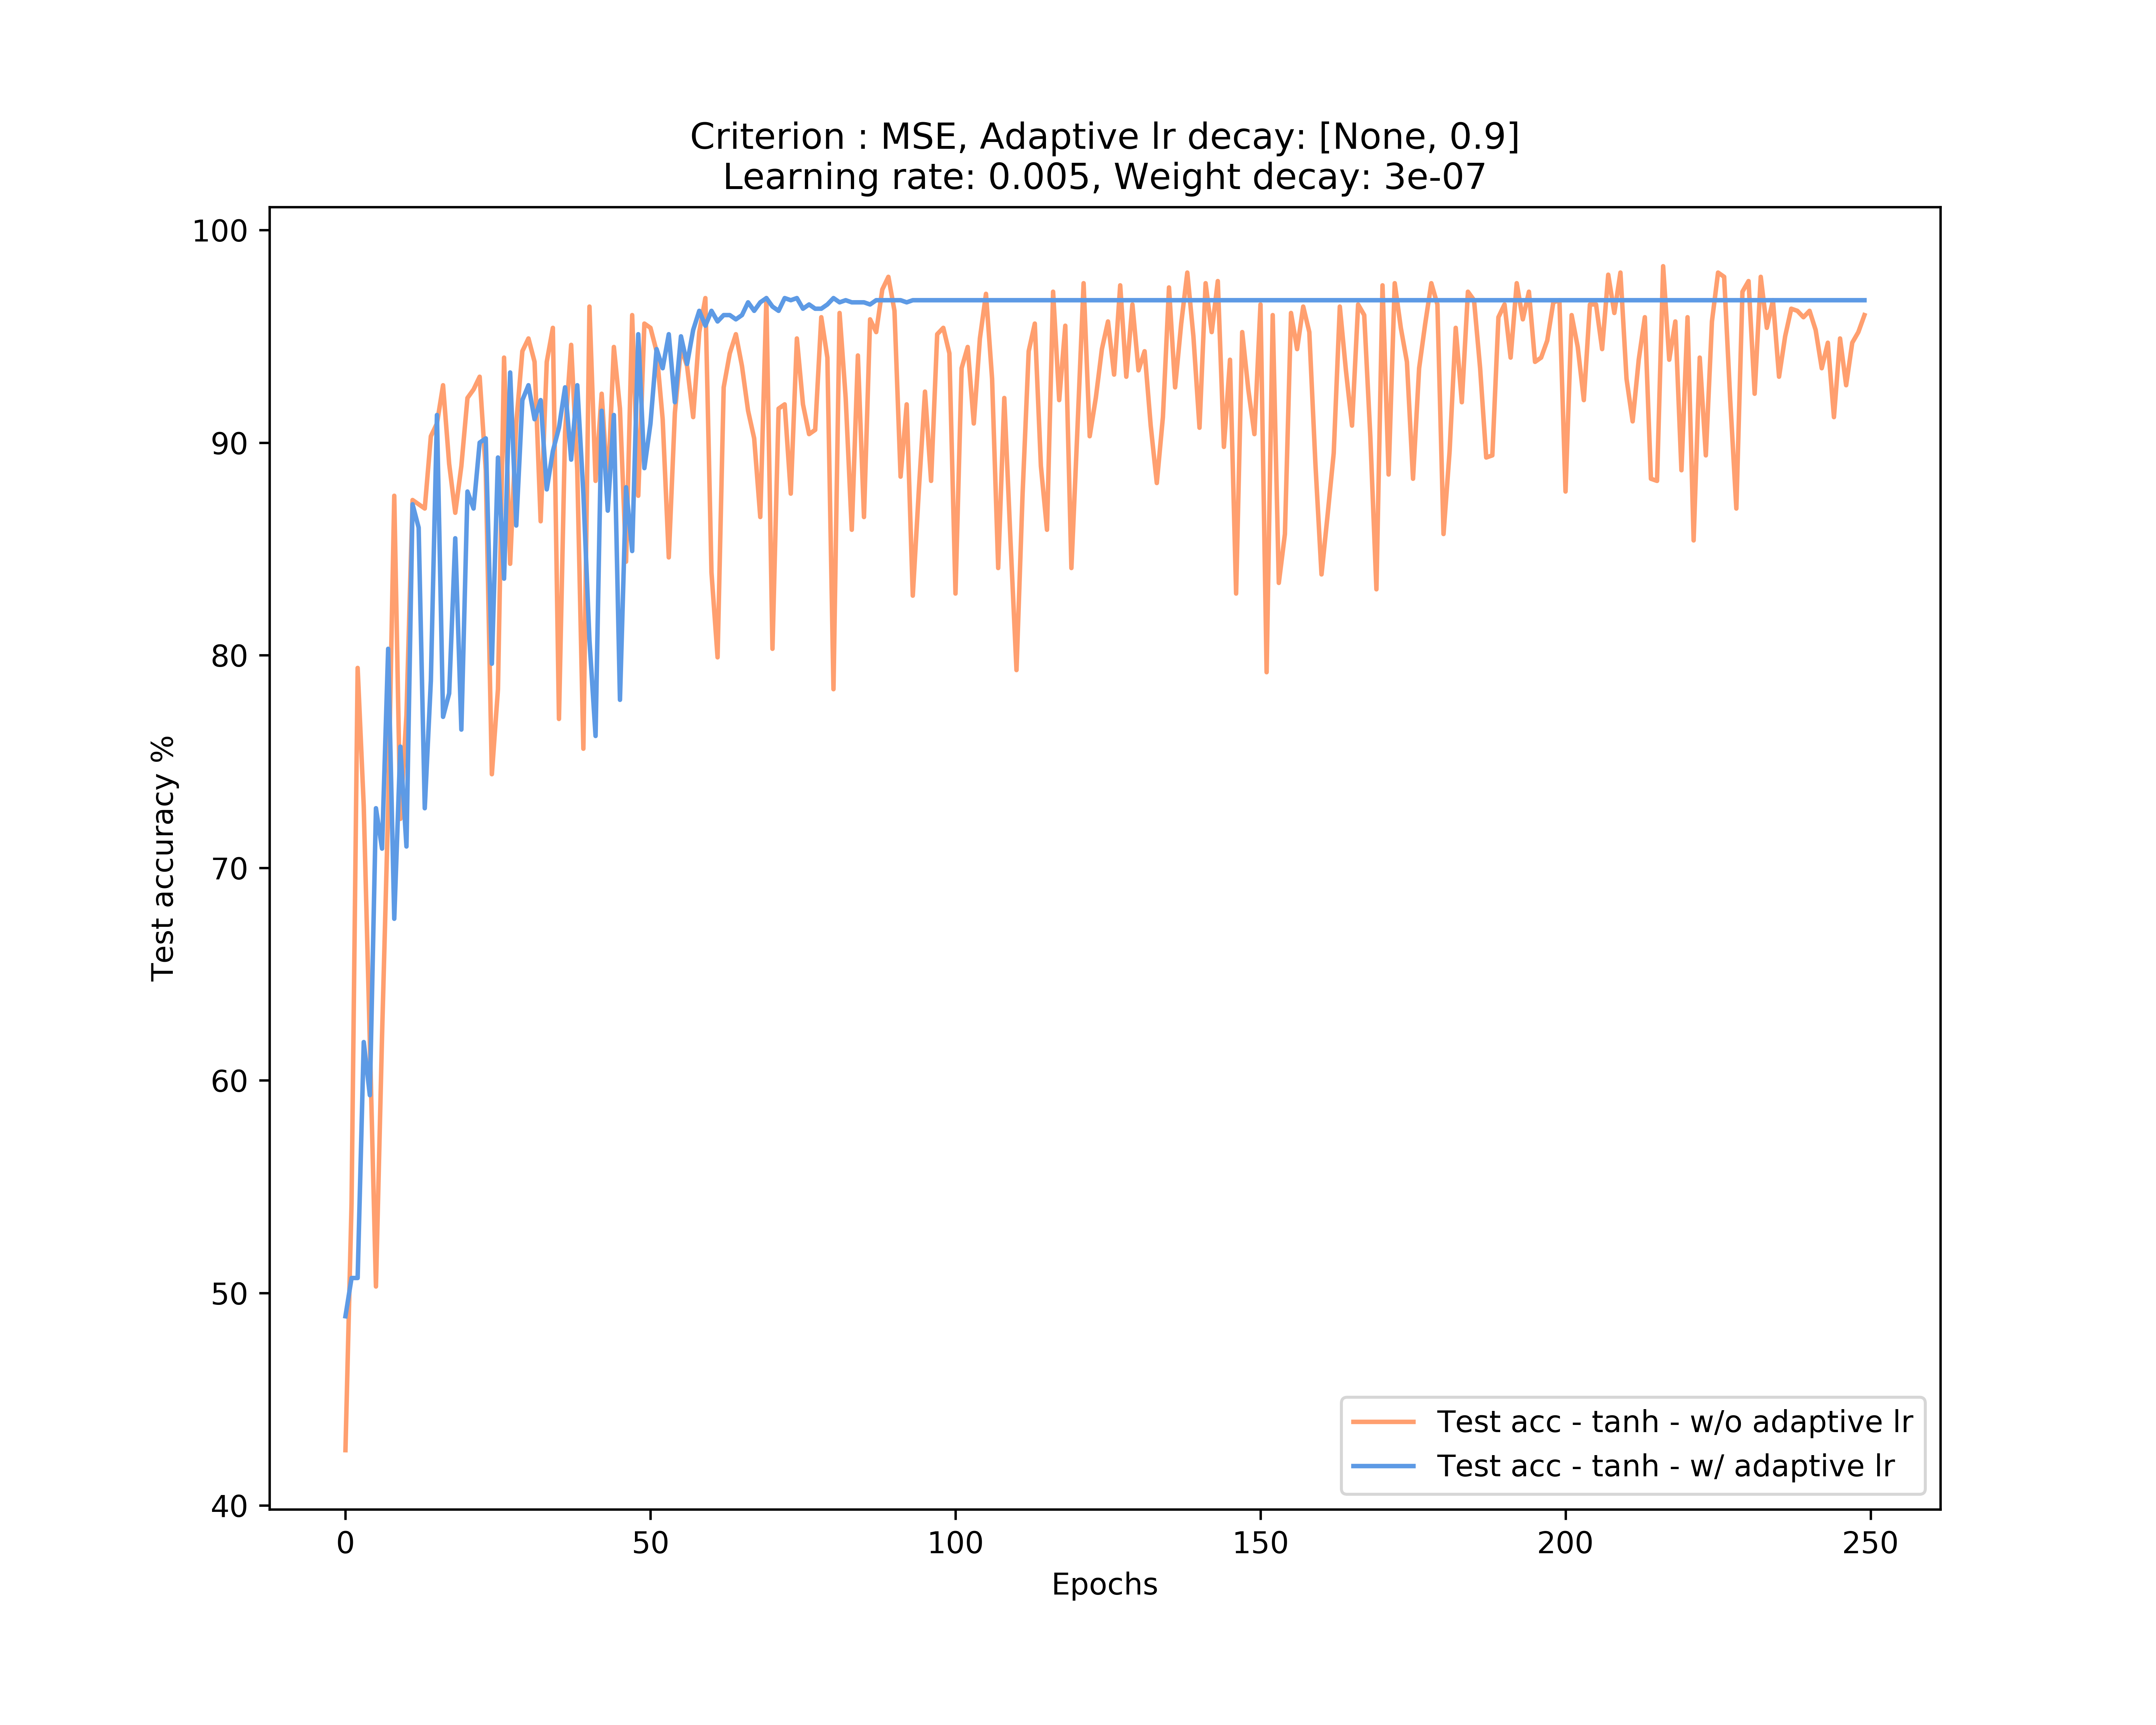 Criterion : MSE, Adaptive lr decay: [None, 0.9]
Learning rate: 0.005, Weight decay: 3e-07
100
90
80
70
60
50
40
Test accuracy %
0
50
100
150
200
250
Epochs
Test acc - tanh - w/o adaptive lr
Test acc - tanh - w/ adaptive lr